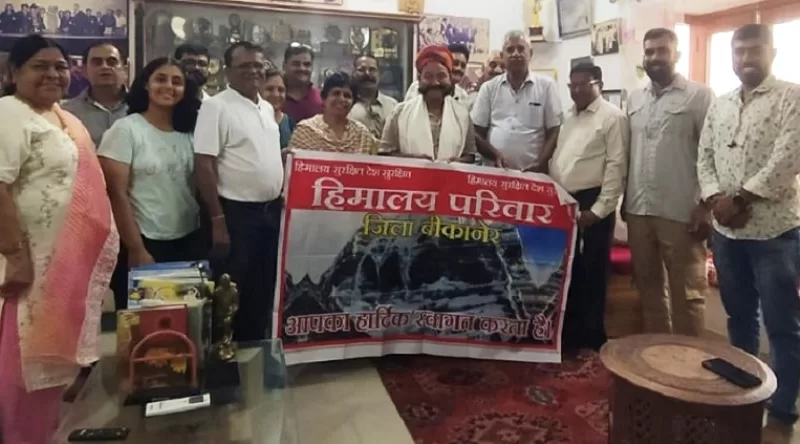 हिमालय सुरक्षित देश सुरक्षित
हिमालय सुरक्षित देश सुरक्षित
हिमालय परिवार
जिला बीकानेर
आपका हार्दिक स्वागत करता है।